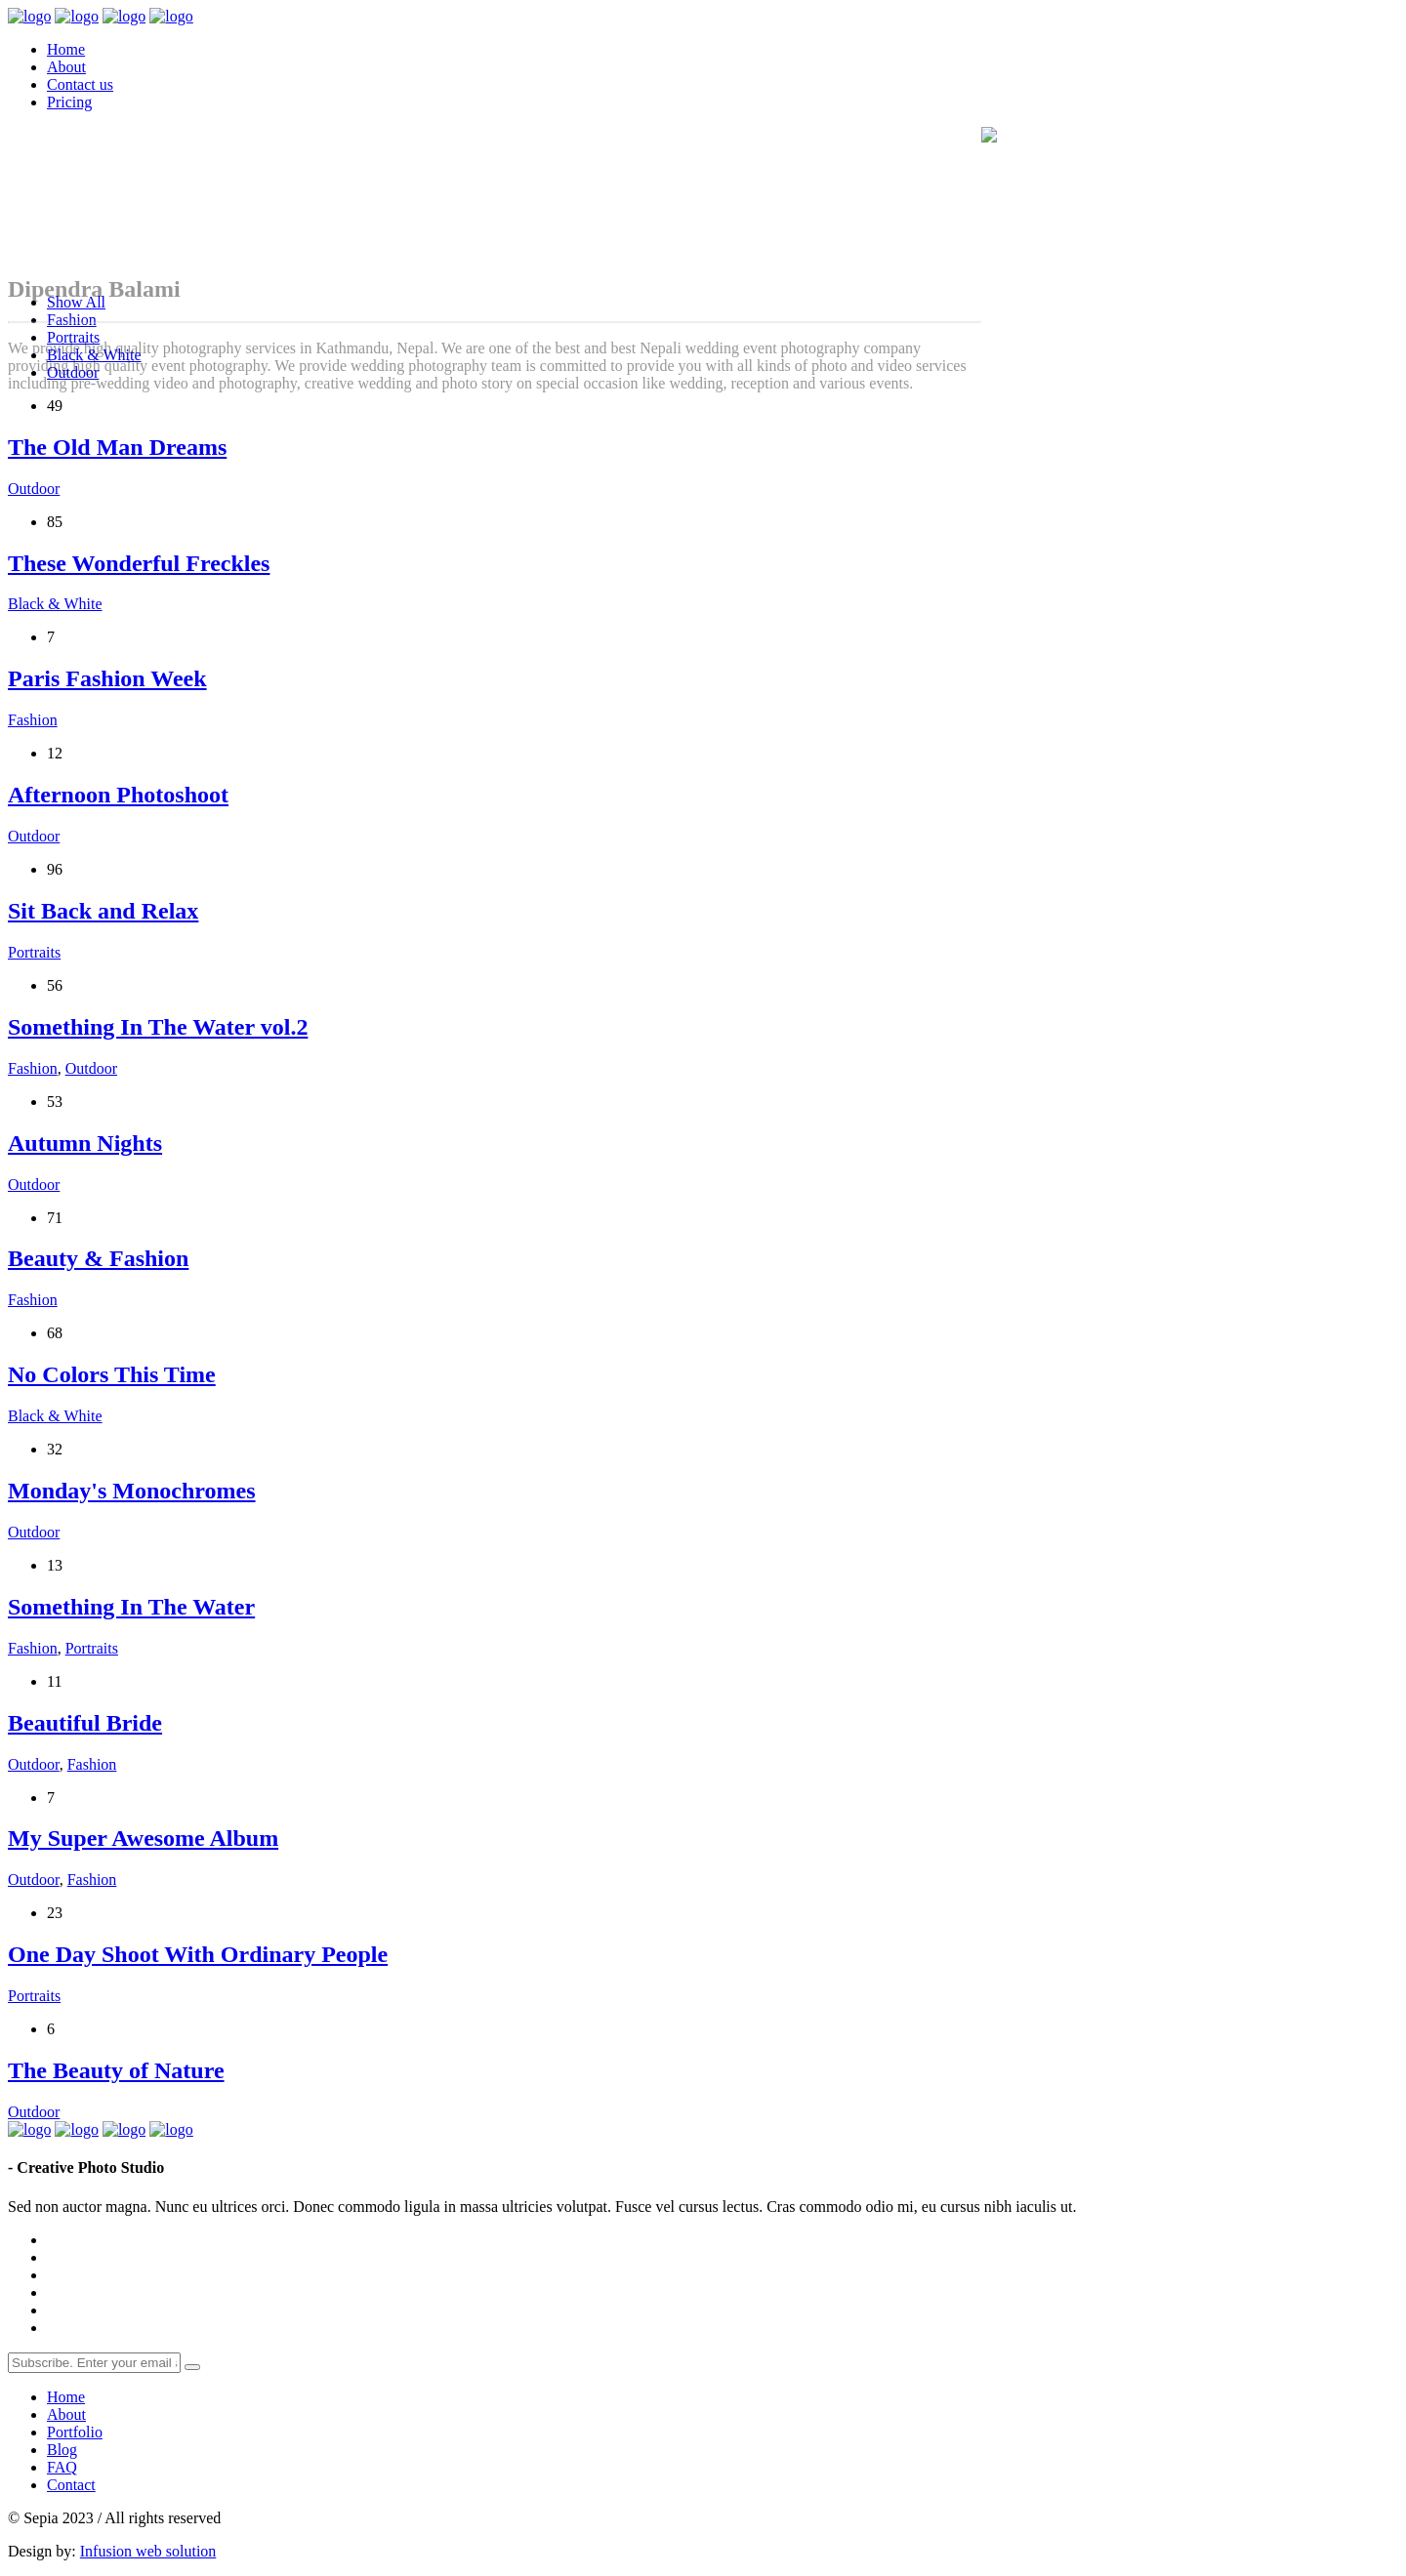 logo logo logo logo
Home
About
Contact us
Pricing
Dipendra Balami
Show All
Fashion
Portraits
Black & White
Outdoor
We provide high quality photography services in Kathmandu, Nepal. We are one of the best and best Nepali wedding event photography company
providing high quality event photography. We provide wedding photography team is committed to provide you with all kinds of photo and video services
including pre-wedding video and photography, creative wedding and photo story on special occasion like wedding, reception and various events.
49
The Old Man Dreams
Outdoor
85
These Wonderful Freckles
Black & White
7
Paris Fashion Week
Fashion
12
Afternoon Photoshoot
Outdoor
96
Sit Back and Relax
Portraits
56
Something In The Water vol.2
Fashion, Outdoor
53
Autumn Nights
Outdoor
71
Beauty & Fashion
Fashion
68
No Colors This Time
Black & White
32
Monday's Monochromes
Outdoor
13
Something In The Water
Fashion, Portraits
11
Beautiful Bride
Outdoor, Fashion
7
My Super Awesome Album
Outdoor, Fashion
23
One Day Shoot With Ordinary People
Portraits
6
The Beauty of Nature
Outdoor
logo logo logo logo
- Creative Photo Studio
Sed non auctor magna. Nunc eu ultrices orci. Donec commodo ligula in massa ultricies volutpat. Fusce vel cursus lectus. Cras commodo odio mi, eu cursus nibh iaculis ut.
Subscribe. Enter your email
Home
About
Portfolio
Blog
FAQ
Contact
© Sepia 2023 / All rights reserved
Design by: Infusion web solution